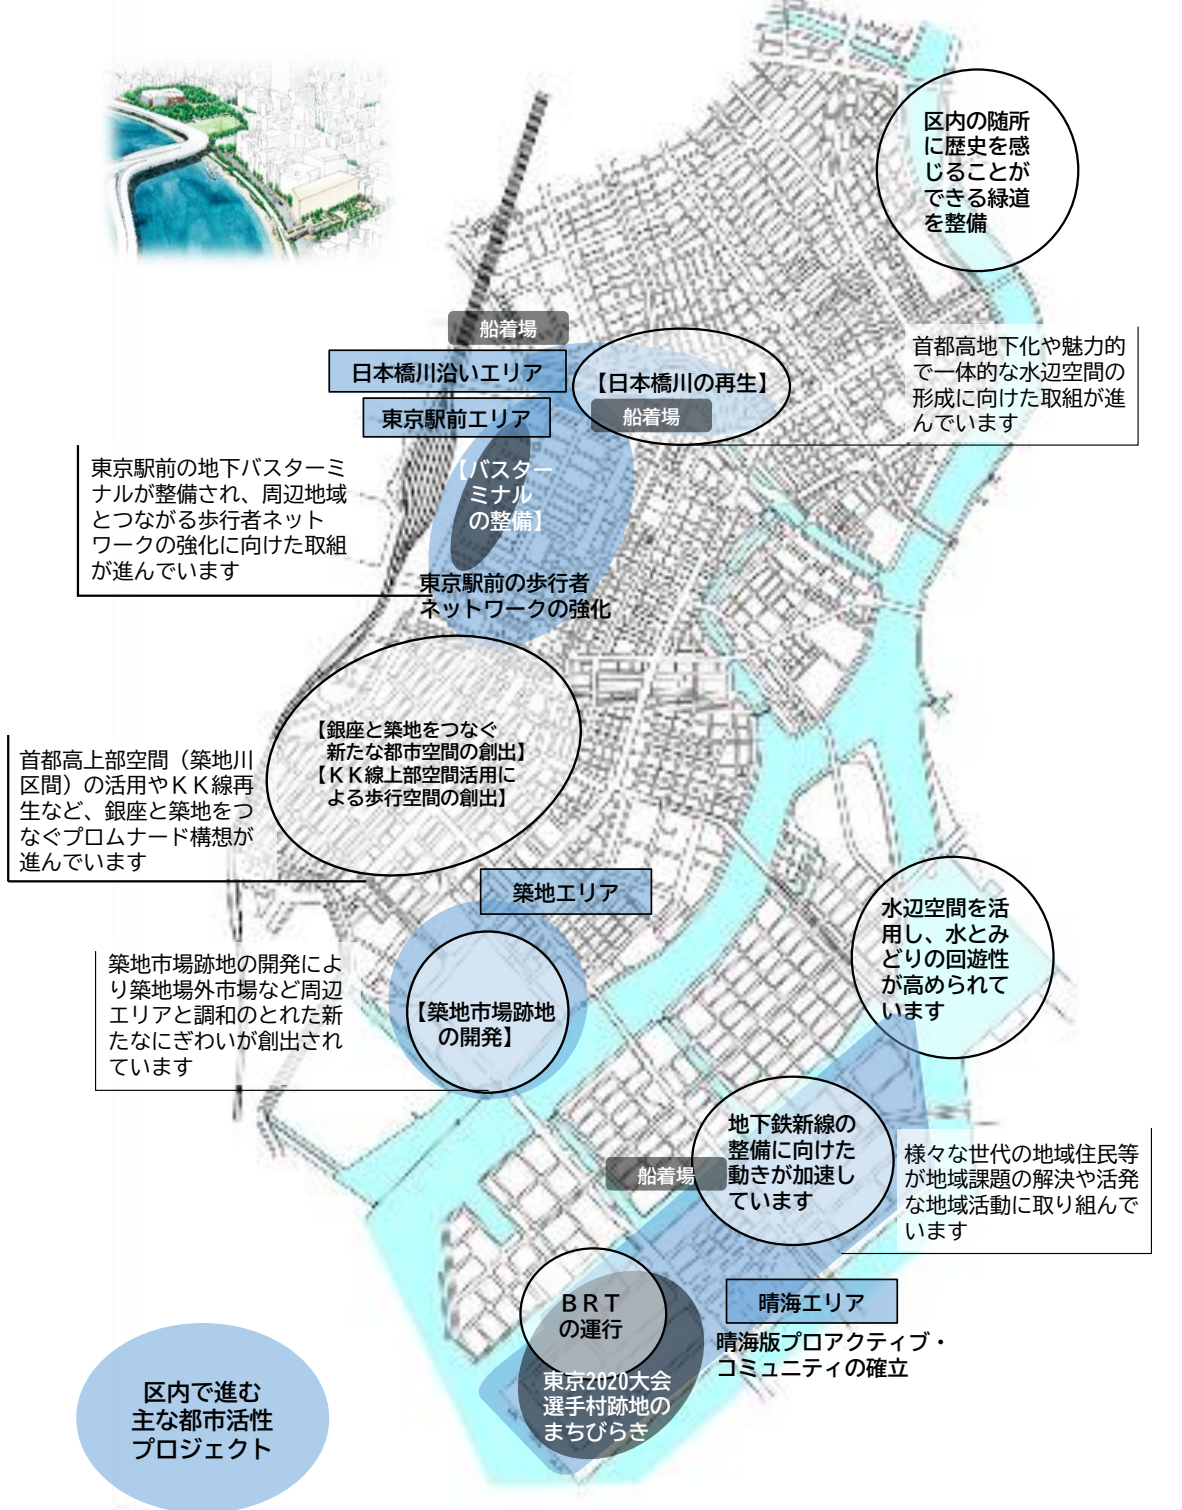 区内の随所
に歴史を感
じることが
できる緑道
を整備
船着場
日本橋川沿いエリア
【日本橋川の再生】
船着場
首都高地下化や魅力的
で一体的な水辺空間の
形成に向けた取組が進
んでいます
東京駅前エリア
【バスター
ミナル
の整備】
東京駅前の地下バスターミ
ナルが整備され、周辺地域
とつながる歩行者ネット
ワークの強化に向けた取組
が進んでいます
東京駅前の歩行者
ネットワークの強化
【銀座と築地をつなぐ
新たな都市空間の創出】
【ＫＫ線上部空間活用に
よる歩行空間の創出】
首都高上部空間（築地川
区間）の活用やＫＫ線再
生など、銀座と築地をつ
なぐプロムナード構想が
進んでいます
築地エリア
水辺空間を活
用し、水とみ
どりの回遊性
が高められて
います
築地市場跡地の開発によ
り築地場外市場など周辺
エリアと調和のとれた新
たなにぎわいが創出され
ています
【築地市場跡地
の開発】
地下鉄新線の
整備に向けた
動きが加速し
ています
船着場
様々な世代の地域住民等
が地域課題の解決や活発
な地域活動に取り組んで
います
ＢＲＴ
の運行
晴海エリア
晴海版プロアクティブ・
コミュニティの確立
東京2020大会
選手村跡地の
まちびらき
区内で進む
主な都市活性
プロジェクト